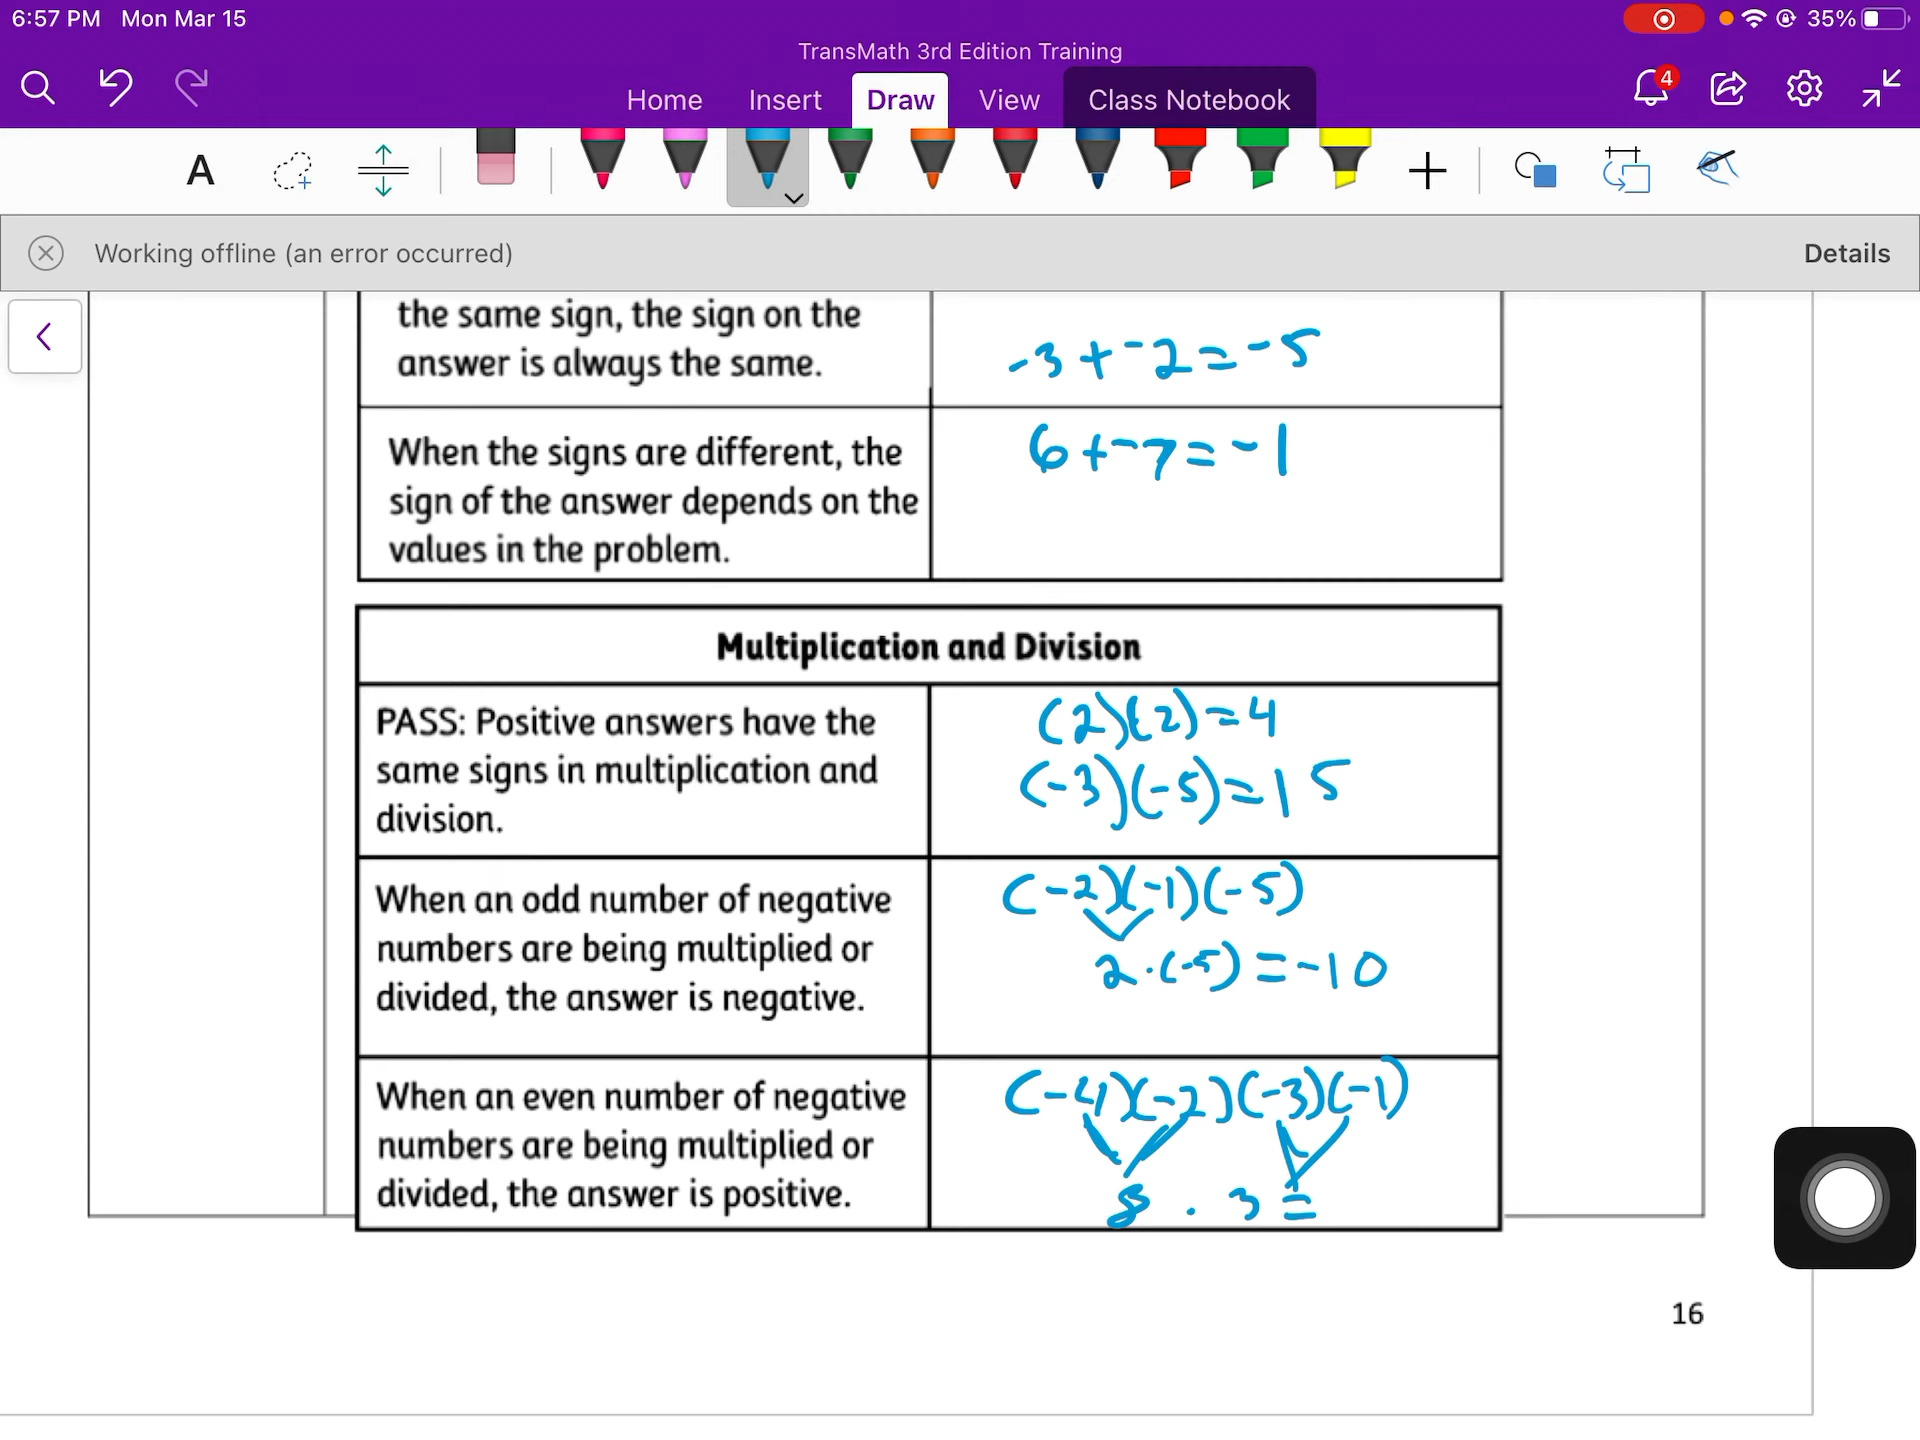 6:57 PM Mon Mar 15
35%
TransMath 3rd Edition Training
Home Insert Draw View Class Notebook
4
A
Working offline (an error occurred) Details
the same sign, the sign on the
answer is always the same.
-3 + -2 = -5
When the signs are different, the
sign of the answer depends on the
values in the problem.
6 + -7 = -1
Multiplication and Division
PASS: Positive answers have the
same signs in multiplication and
division.
(2)(2) = 4
(-3)(-5) = 15
When an odd number of negative
numbers are being multiplied or
divided, the answer is negative.
(-2)(-1)(-5)
2 · (-5) = -10
When an even number of negative
numbers are being multiplied or
divided, the answer is positive.
(-4)(-2)(-3)(-1)
8 · 3 =
16